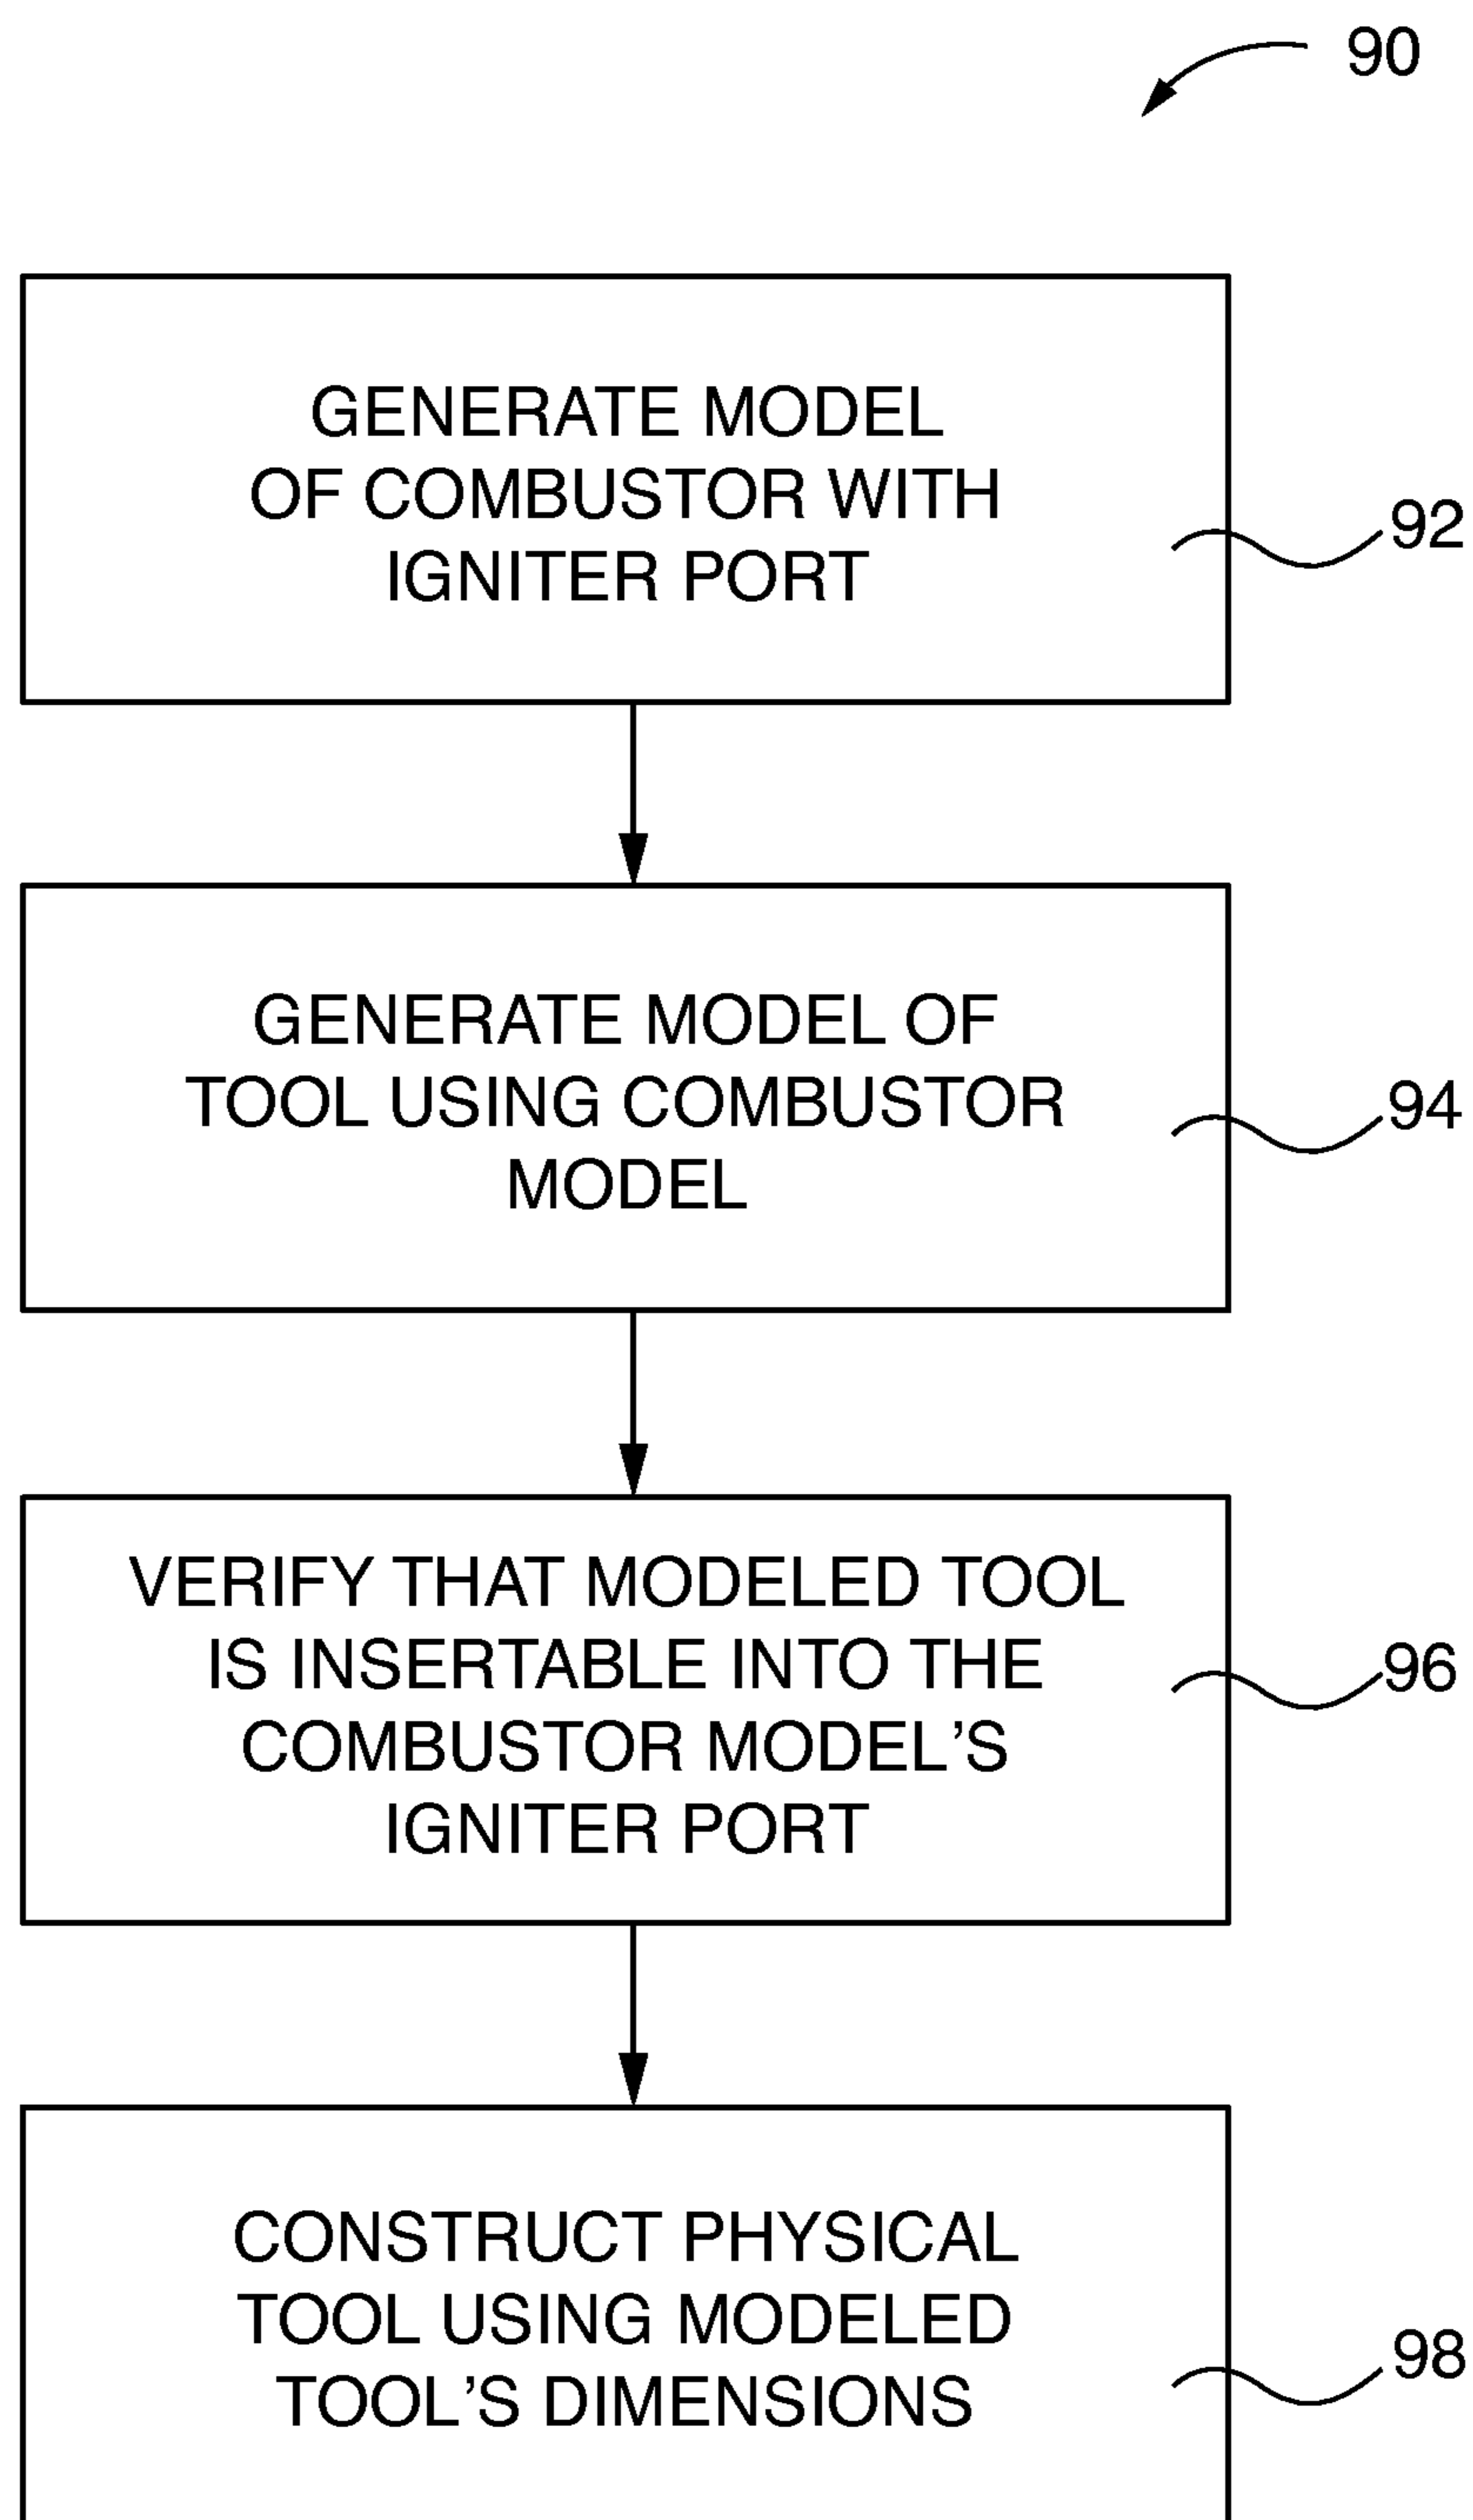 90
GENERATE MODEL
OF COMBUSTOR WITH
IGNITER PORT
92
GENERATE MODEL OF
TOOL USING COMBUSTOR
MODEL
94
VERIFY THAT MODELED TOOL
IS INSERTABLE INTO THE
COMBUSTOR MODEL’S
IGNITER PORT
96
CONSTRUCT PHYSICAL
TOOL USING MODELED
TOOL’S DIMENSIONS
98